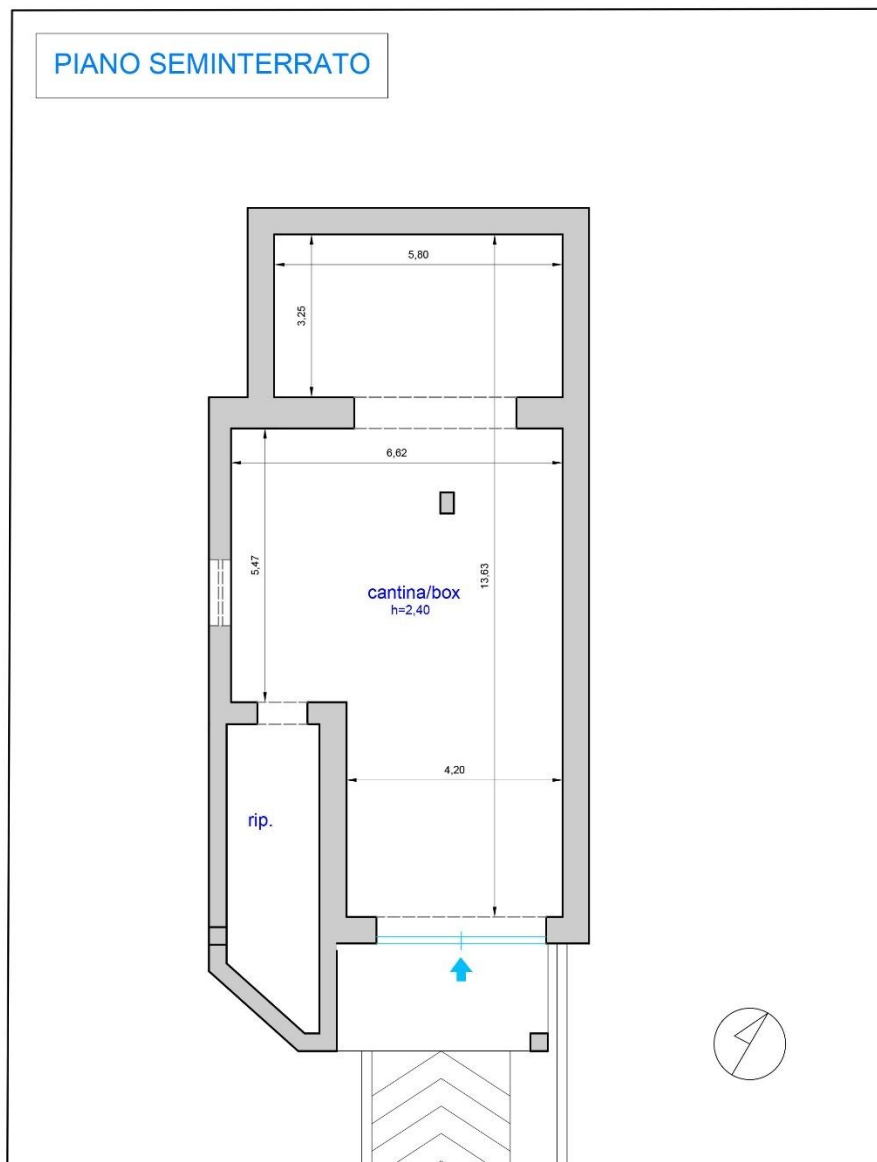 PIANO SEMINTERRATO
5,80
3,25
6,62
5,47
13,63
cantina/box
h=2,40
4,20
rip.